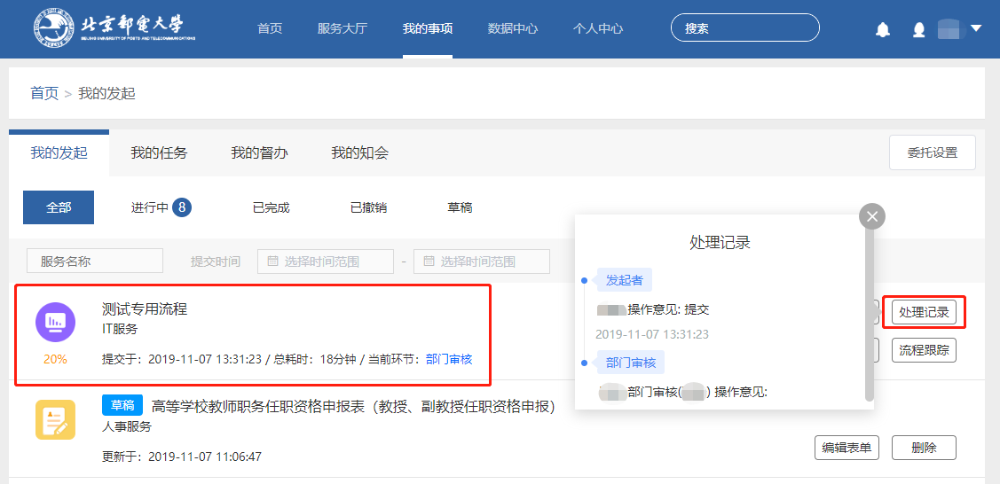 北京邮电大学
BEIJING UNIVERSITY OF POSTS AND TELECOMMUNICATIONS
首页 服务大厅 我的事项 数据中心 个人中心 搜索
首页 > 我的发起
我的发起 我的任务 我的督办 我的知会 委托设置
全部 进行中 8 已完成 已撤销 草稿
服务名称 提交时间 选择时间范围 - 选择时间范围
测试专用流程
IT服务
20% 提交于: 2019-11-07 13:31:23 / 总耗时: 18分钟 / 当前环节: 部门审核
处理记录
流程跟踪
处理记录
发起者
操作意见: 提交
2019-11-07 13:31:23
部门审核
部门审核( ) 操作意见:
草稿 高等学校教师职务任职资格申报表（教授、副教授任职资格申报）
人事服务
更新于: 2019-11-07 11:06:47
编辑表单 删除